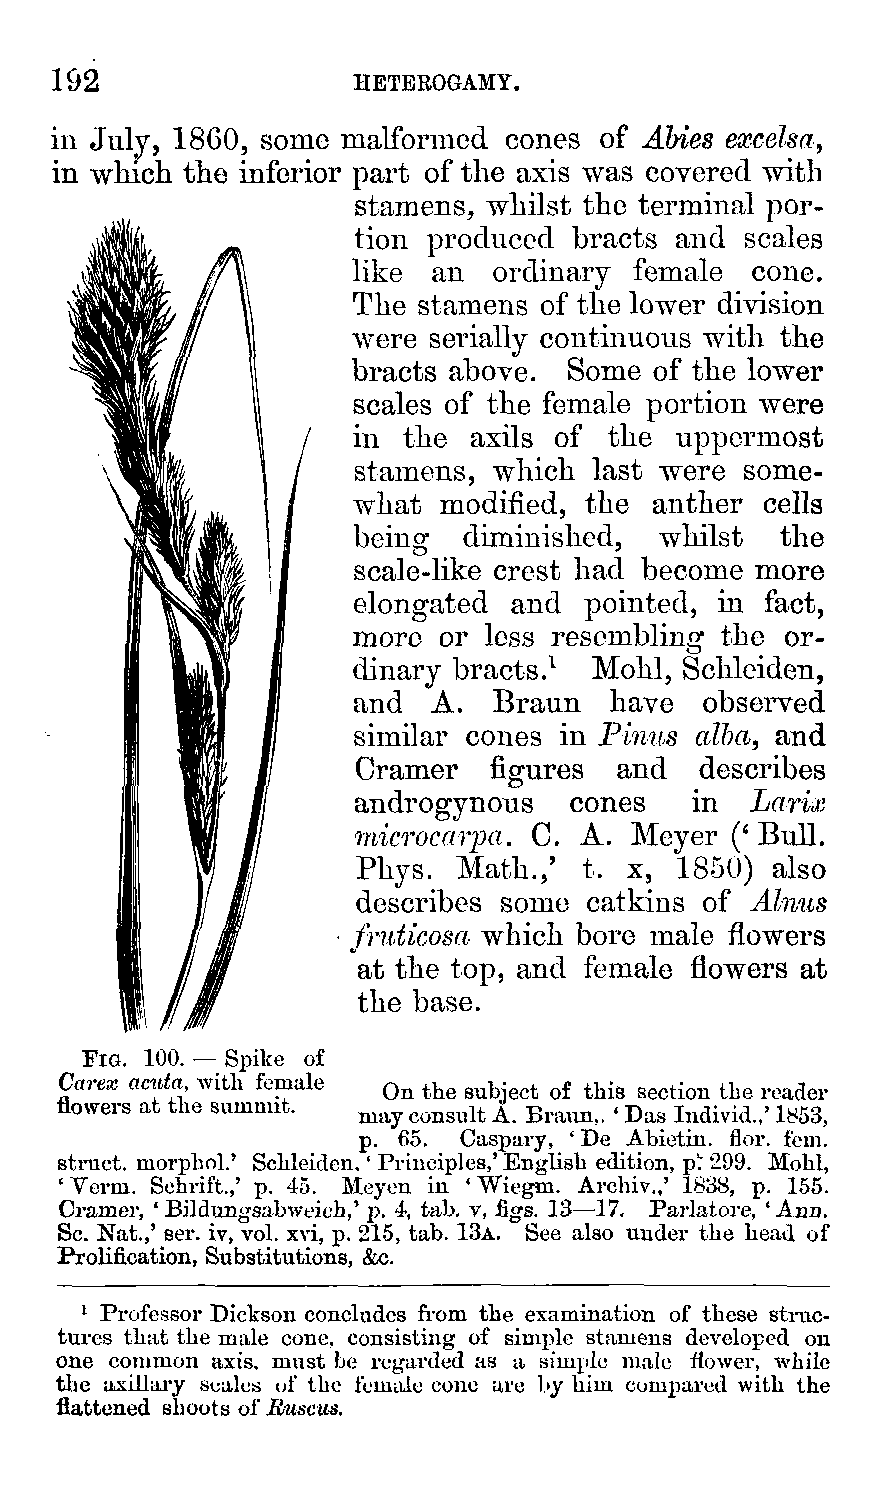 192 HETEROGAMY.
in July, 1860, some malformed cones of Abies excelsa,
in which the inferior part of the axis was covered with
stamens, whilst the terminal por-
tion produced bracts and scales
like an ordinary female cone.
The stamens of the lower division
were serially continuous with the
bracts above. Some of the lower
scales of the female portion were
in the axils of the uppermost
stamens, which last were some-
what modified, the anther cells
being diminished, whilst the
scale-like crest had become more
elongated and pointed, in fact,
more or less resembling the or-
dinary bracts.¹ Mohl, Schleiden,
and A. Braun have observed
similar cones in Pinus alba, and
Cramer figures and describes
androgynous cones in Larix
microcarpa. C. A. Meyer (‘Bull.
Phys. Math.,’ t. x, 1850) also
describes some catkins of Alnus
fruticosa which bore male flowers
at the top, and female flowers at
the base.
FIG. 100. — Spike of
Carex acuta, with female
flowers at the summit.
On the subject of this section the reader
may consult A. Braun, ‘Das Individ.,’ 1853,
p. 65. Caspary, ‘De Abietin. flor. fem.
struct. morphol.’ Schleiden, ‘Principles,’ English edition, p. 299. Mohl,
‘Verm. Schrift.,’ p. 45. Meyen in ‘Wiegm. Archiv.,’ 1838, p. 155.
Cramer, ‘Bildungsabweich,’ p. 4, tab. v, figs. 13—17. Parlatore, ‘Ann.
Sc. Nat.,’ ser. iv, vol. xvi, p. 215, tab. 13A. See also under the head of
Prolification, Substitutions, &c.
¹ Professor Dickson concludes from the examination of these struc-
tures that the male cone, consisting of simple stamens developed on
one common axis, must be regarded as a simple male flower, while
the axillary scales of the female cone are by him compared with the
flattened shoots of Ruscus.